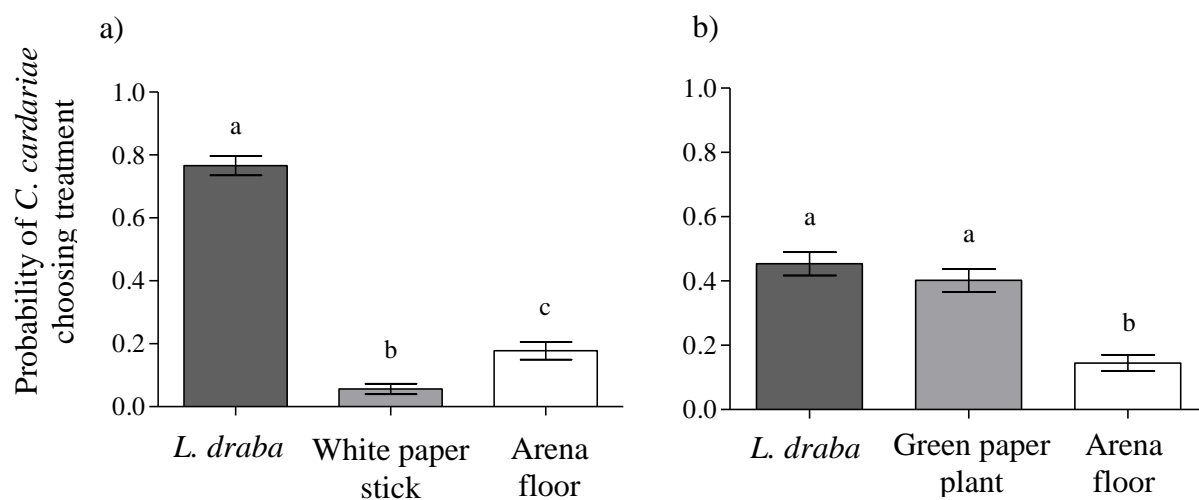 a)
Probability of C. cardariae
choosing treatment
1.0
0.8
0.6
0.4
0.2
0.0
a
b
c
L. draba
White paper
stick
Arena
floor
b)
1.0
0.8
0.6
0.4
0.2
0.0
a
a
b
L. draba
Green paper
plant
Arena
floor